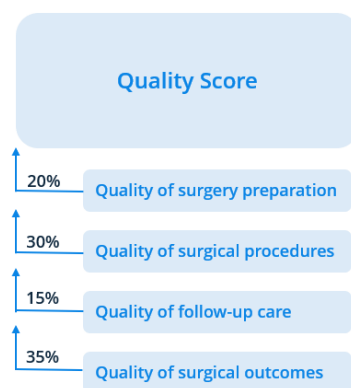 Quality Score
20%
Quality of surgery preparation
30%
Quality of surgical procedures
15%
Quality of follow-up care
35%
Quality of surgical outcomes